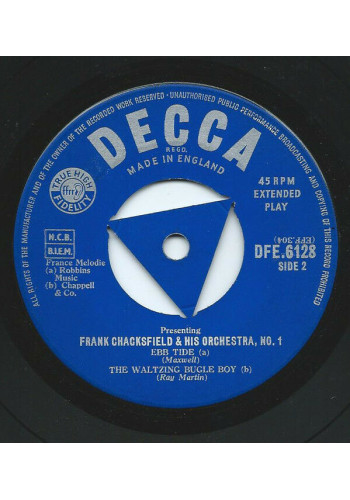 ALL RIGHTS OF THE MANUFACTURER AND OF THE OWNER OF THE RECORDED WORK RESERVED · UNAUTHORISED PUBLIC PERFORMANCE BROADCASTING AND COPYING OF THIS RECORD PROHIBITED
DECCA
REGD.
MADE IN ENGLAND
TRUE HIGH
ffrr
FIDELITY
45 RPM
EXTENDED
PLAY
N.C.B.
B.I.E.M.
France Melodie
(a) Robbins
Music
(b) Chappell
& Co.
(EPF.304)
DFE.6128
SIDE 2
Presenting
FRANK CHACKSFIELD & HIS ORCHESTRA, NO. 1
EBB TIDE (a)
(Maxwell)
THE WALTZING BUGLE BOY (b)
(Ray Martin)